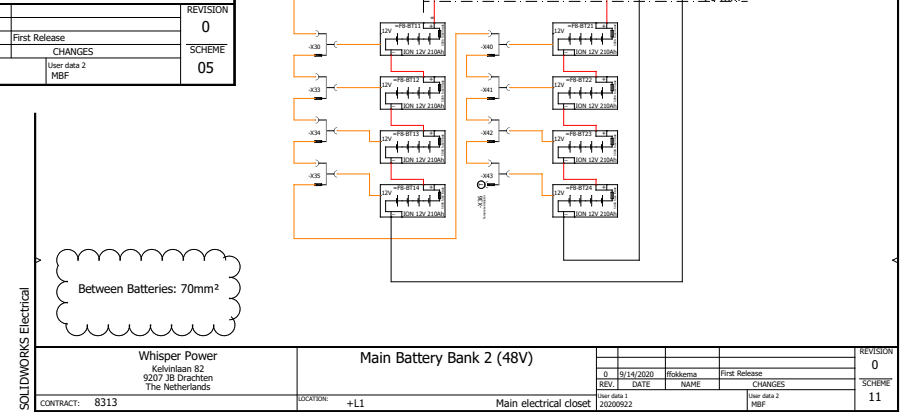 REVISION
0
First Release
CHANGES
SCHEME
User data 2
MBF
05
=F8-BT11
12V
ION 12V 210Ah
=F8-BT21
12V
ION 12V 210Ah
-X30
-X40
=F8-BT12
12V
ION 12V 210Ah
=F8-BT22
12V
ION 12V 210Ah
-X33
-X41
=F8-BT13
12V
ION 12V 210Ah
=F8-BT23
12V
ION 12V 210Ah
-X34
-X42
=F8-BT14
12V
ION 12V 210Ah
=F8-BT24
12V
ION 12V 210Ah
-X35
-X43
-X36
Between Batteries: 70mm²
SOLIDWORKS Electrical
Whisper Power
Kelvinlaan 82
9207 JB Drachten
The Netherlands
CONTRACT: 8313
Main Battery Bank 2 (48V)
LOCATION: +L1 Main electrical closet
0 9/14/2020 ffokkema First Release
REV. DATE NAME CHANGES
User data 1
20200922
User data 2
MBF
REVISION
0
SCHEME
11